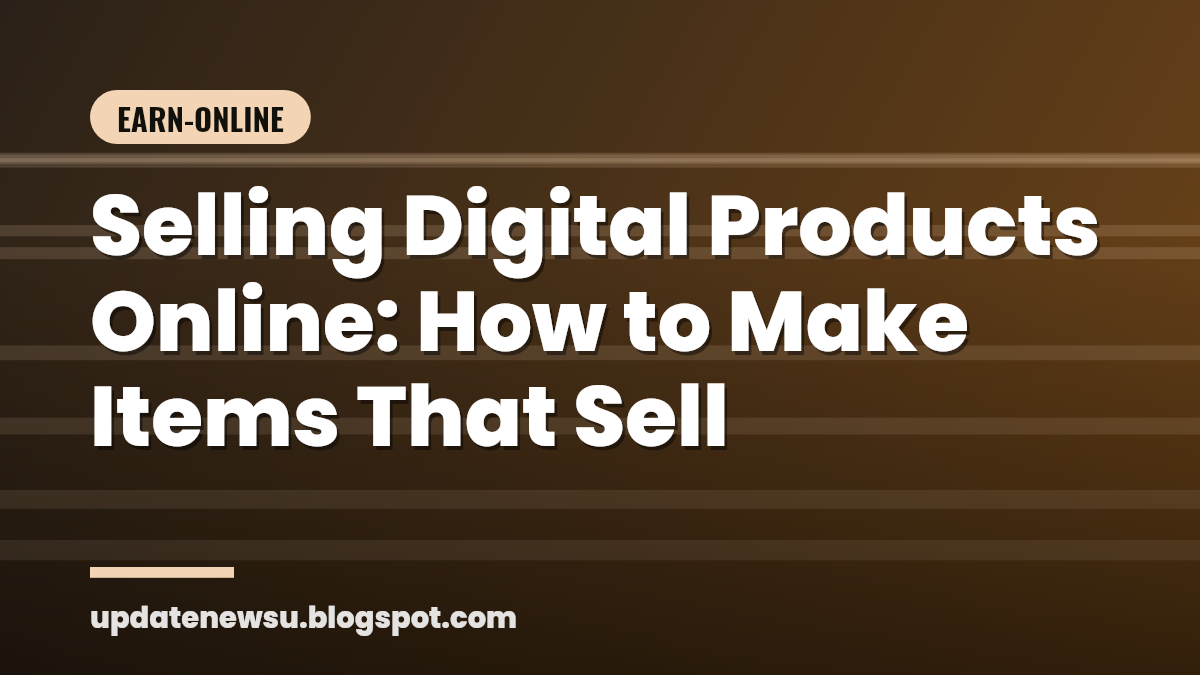 EARN-ONLINE
Selling Digital Products
Online: How to Make
Items That Sell
updatenewsu.blogspot.com